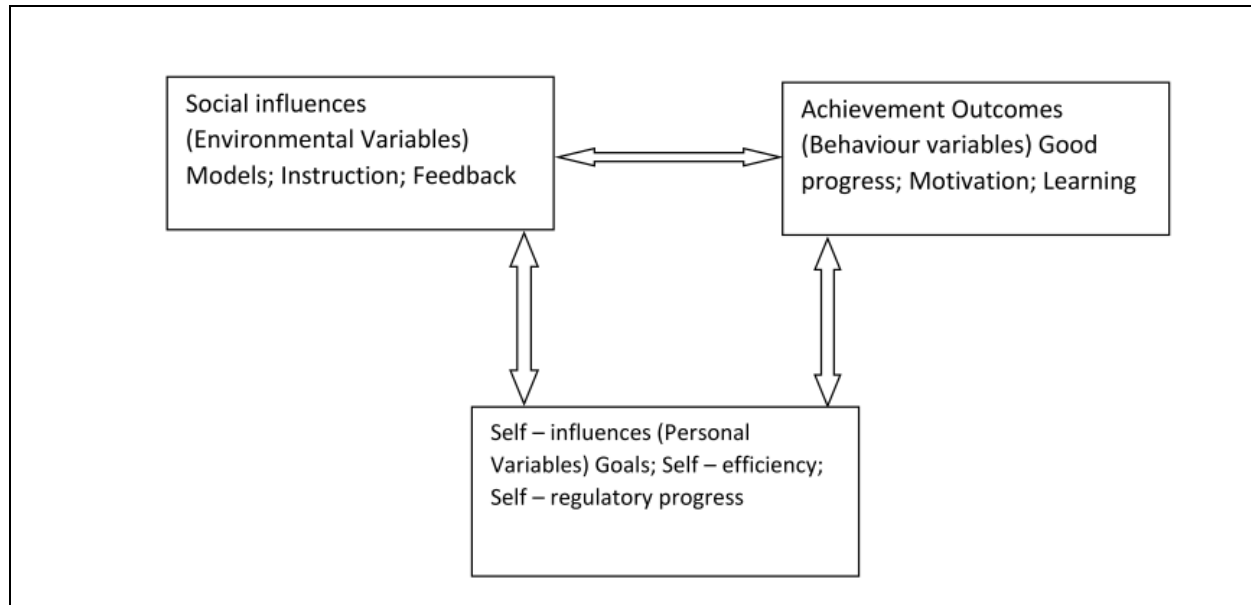 Social influences
(Environmental Variables)
Models; Instruction; Feedback
Achievement Outcomes
(Behaviour variables) Good
progress; Motivation; Learning
Self – influences (Personal
Variables) Goals; Self – efficiency;
Self – regulatory progress